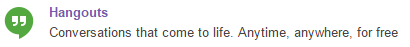 Hangouts
Conversations that come to life. Anytime, anywhere, for free